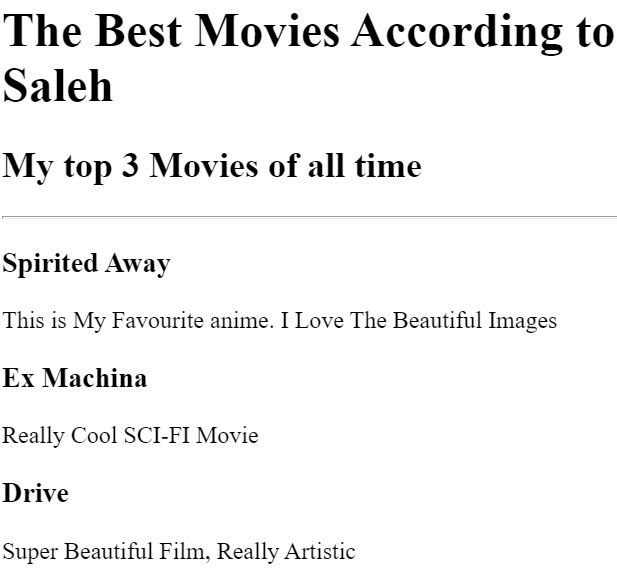 The Best Movies According to
Saleh
My top 3 Movies of all time
Spirited Away
This is My Favourite anime. I Love The Beautiful Images
Ex Machina
Really Cool SCI-FI Movie
Drive
Super Beautiful Film, Really Artistic